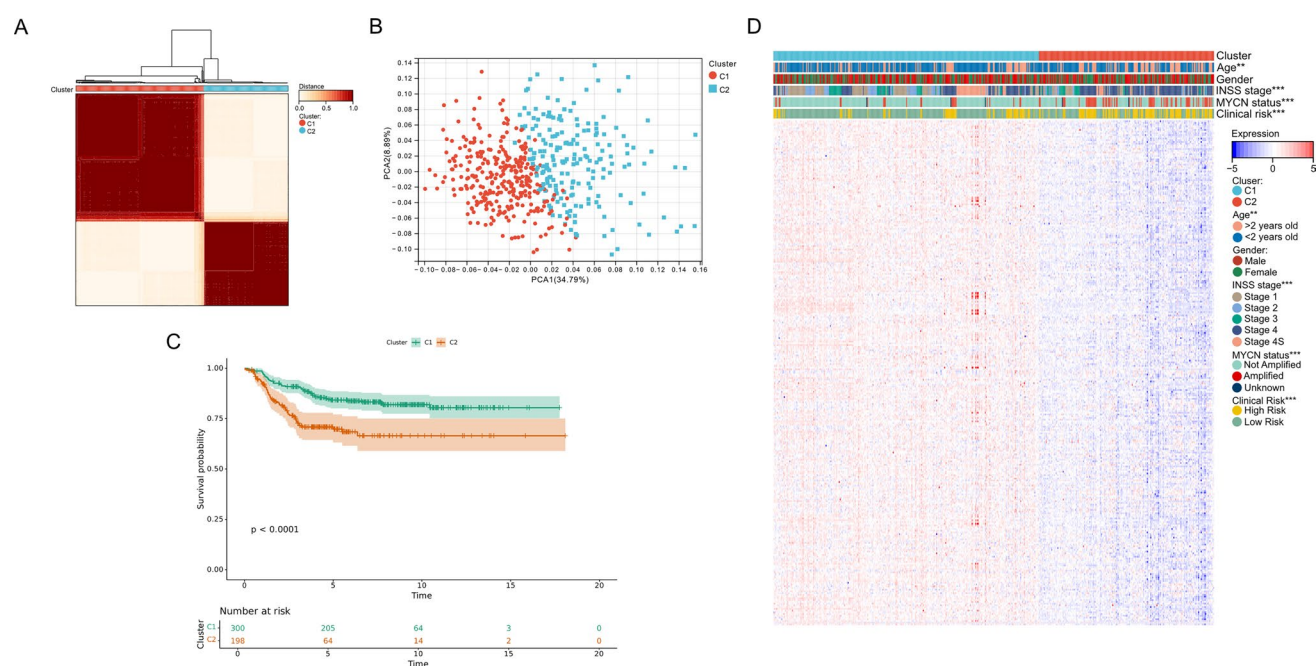 A
Cluster
Distance
0.0 0.5 1.0
Cluster:
C1
C2
B
Cluster
C1
C2
PCA2(8.89%)
0.14
0.12
0.10
0.08
0.06
0.04
0.02
0.00
−0.02
−0.04
−0.06
−0.08
−0.10
−0.10 −0.08 −0.06 −0.04 −0.02 0.00 0.02 0.04 0.06 0.08 0.10 0.12 0.14 0.16
PCA1(34.79%)
C
Cluster C1 C2
Survival probability
1.00
0.75
0.50
0.25
0.00
p < 0.0001
0 5 10 15 20
Time
Number at risk
Cluster
C1 300 205 64 3 0
C2 198 64 14 2 0
0 5 10 15 20
Time
D
Cluster
Age**
Gender
INSS stage***
MYCN status***
Clinical risk***
Expression
−5 0 5
Cluser:
C1
C2
Age**
>2 years old
<2 years old
Gender:
Male
Female
INSS stage***
Stage 1
Stage 2
Stage 3
Stage 4
Stage 4S
MYCN status***
Not Amplified
Amplified
Unknown
Clinical Risk***
High Risk
Low Risk